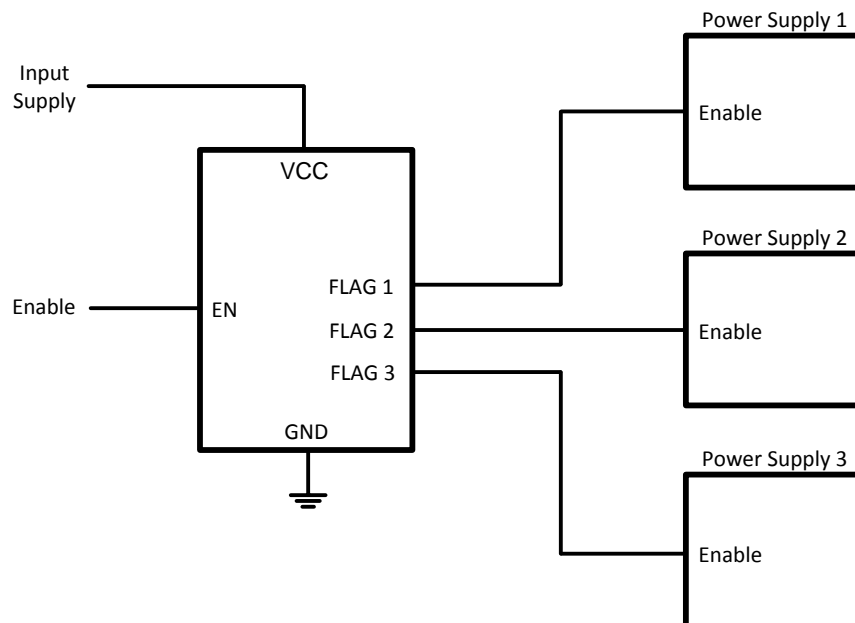 Power Supply 1
Input
Supply
Enable
VCC
Power Supply 2
FLAG 1
Enable
EN
FLAG 2
Enable
FLAG 3
GND
Power Supply 3
Enable